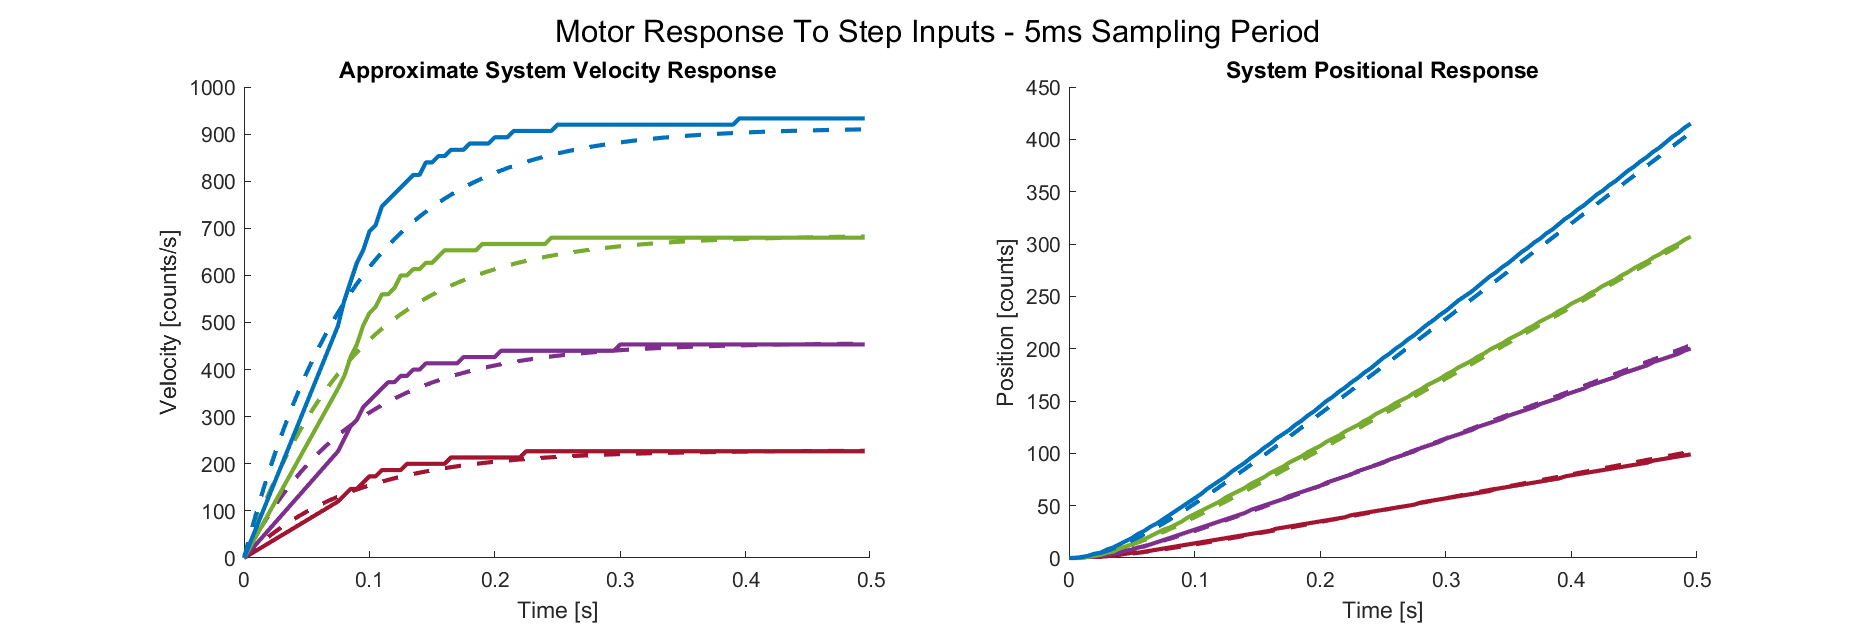 Motor Response To Step Inputs - 5ms Sampling Period
Approximate System Velocity Response
1000
900
800
700
600
500
400
300
200
100
0
Velocity [counts/s]
0 0.1 0.2 0.3 0.4 0.5
Time [s]
System Positional Response
450
400
350
300
250
200
150
100
50
0
Position [counts]
0 0.1 0.2 0.3 0.4 0.5
Time [s]